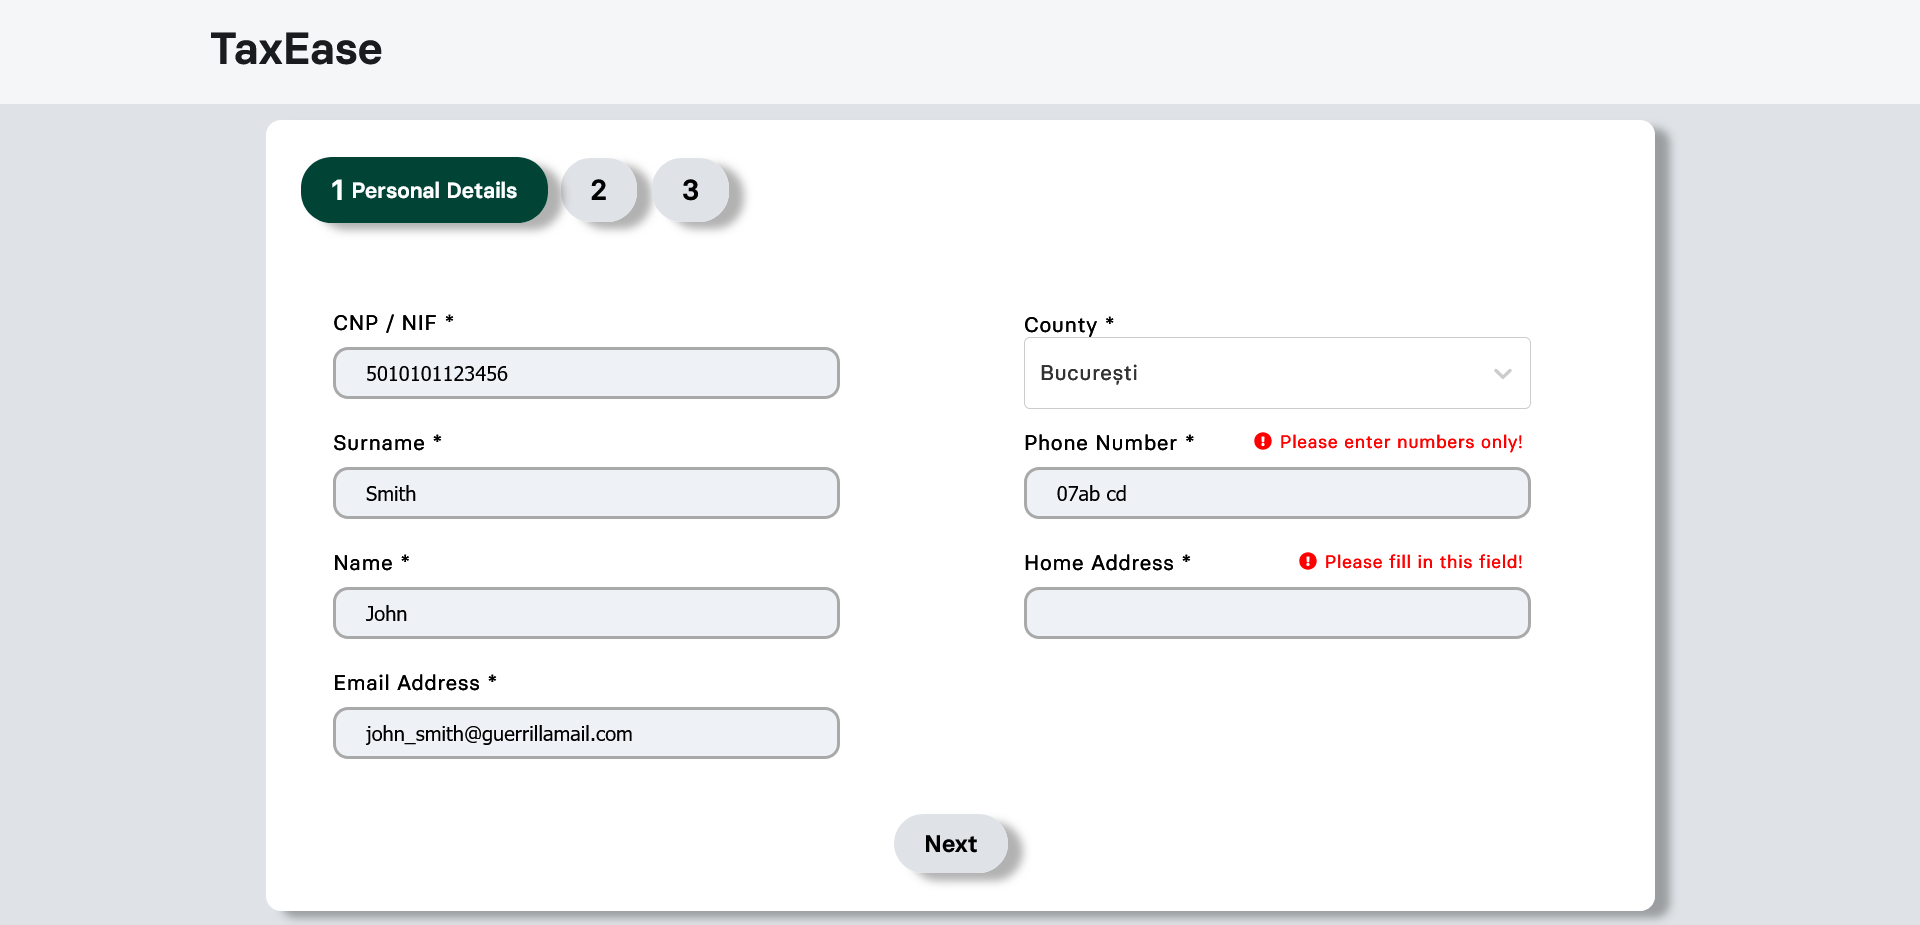 TaxEase
1 Personal Details
2
3
CNP / NIF *
5010101123456
Surname *
Smith
Name *
John
Email Address *
john_smith@guerrillamail.com
County *
București
Phone Number *
Please enter numbers only!
07ab cd
Home Address *
Please fill in this field!
Next